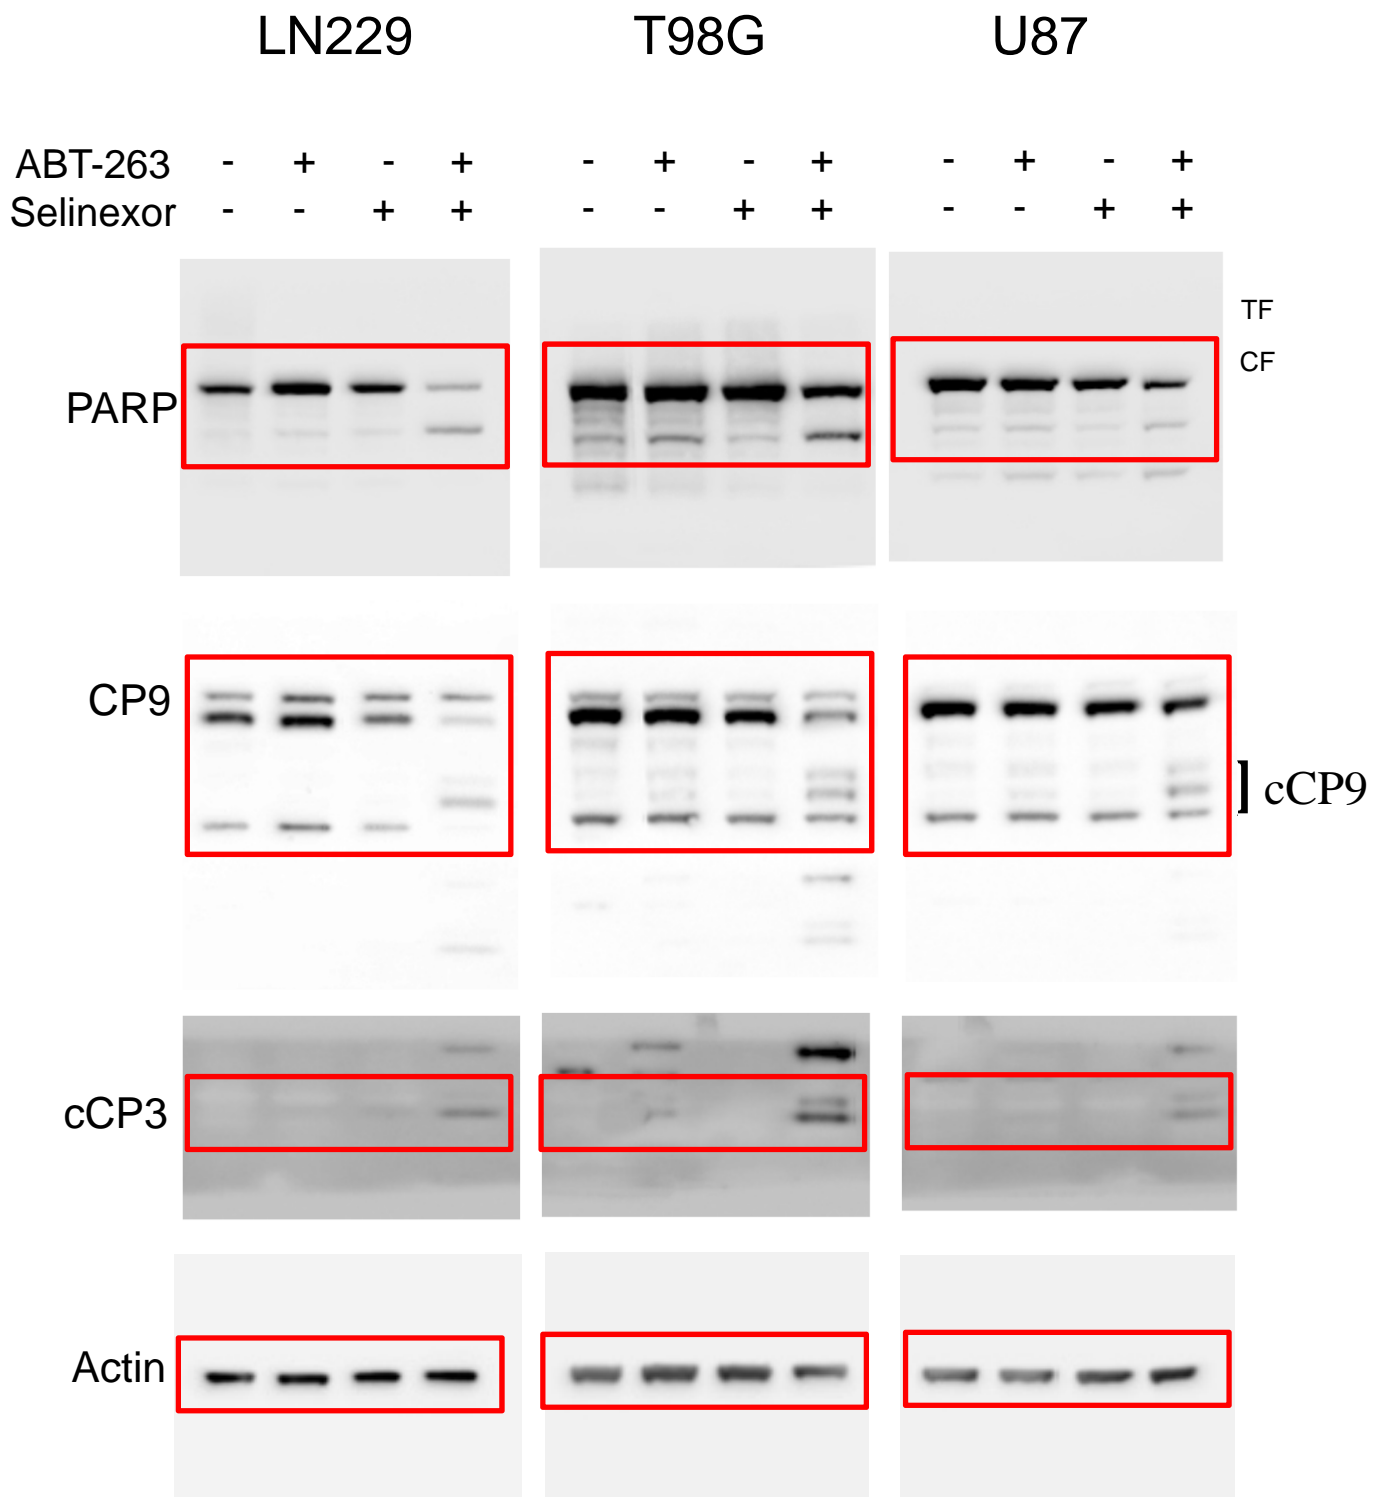 LN229 T98G U87
ABT-263 - + - + - + - + - + - +
Selinexor - - + + - - + + - - + +
TF
CF
PARP
CP9
cCP9
cCP3
Actin